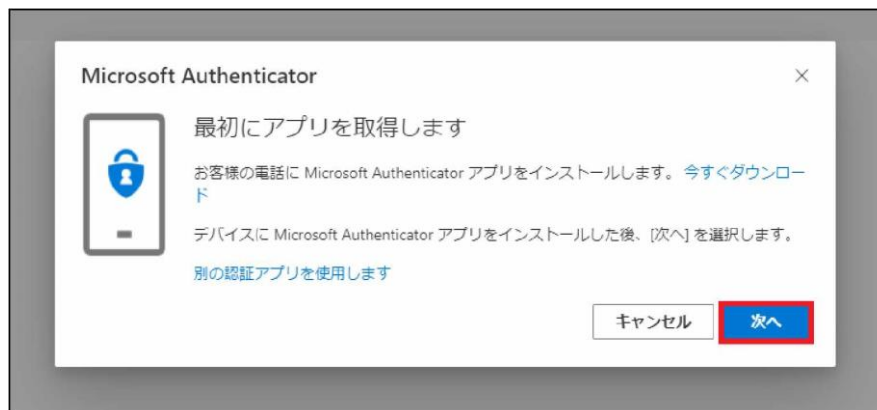 Microsoft Authenticator
最初にアプリを取得します
お客様の電話に Microsoft Authenticator アプリをインストールします。 今すぐダウンロー
ド
デバイスに Microsoft Authenticator アプリをインストールした後、[次へ] を選択します。
別の認証アプリを使用します
キャンセル
次へ